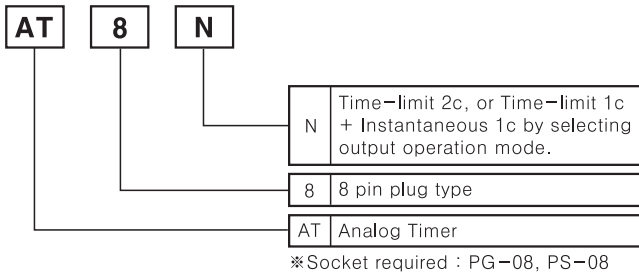 AT 8 N
N Time-limit 2c, or Time-limit 1c
+ Instantaneous 1c by selecting
output operation mode.
8 8 pin plug type
AT Analog Timer
※Socket required : PG-08, PS-08